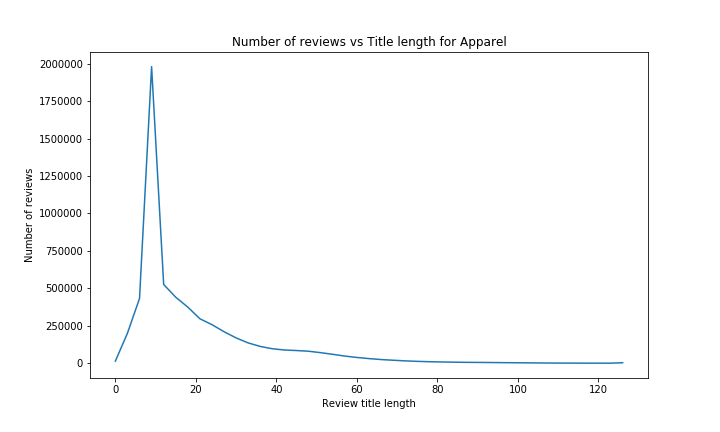 Number of reviews vs Title length for Apparel
2000000
1750000
1500000
1250000
1000000
750000
500000
250000
0
Number of reviews
0 20 40 60 80 100 120
Review title length